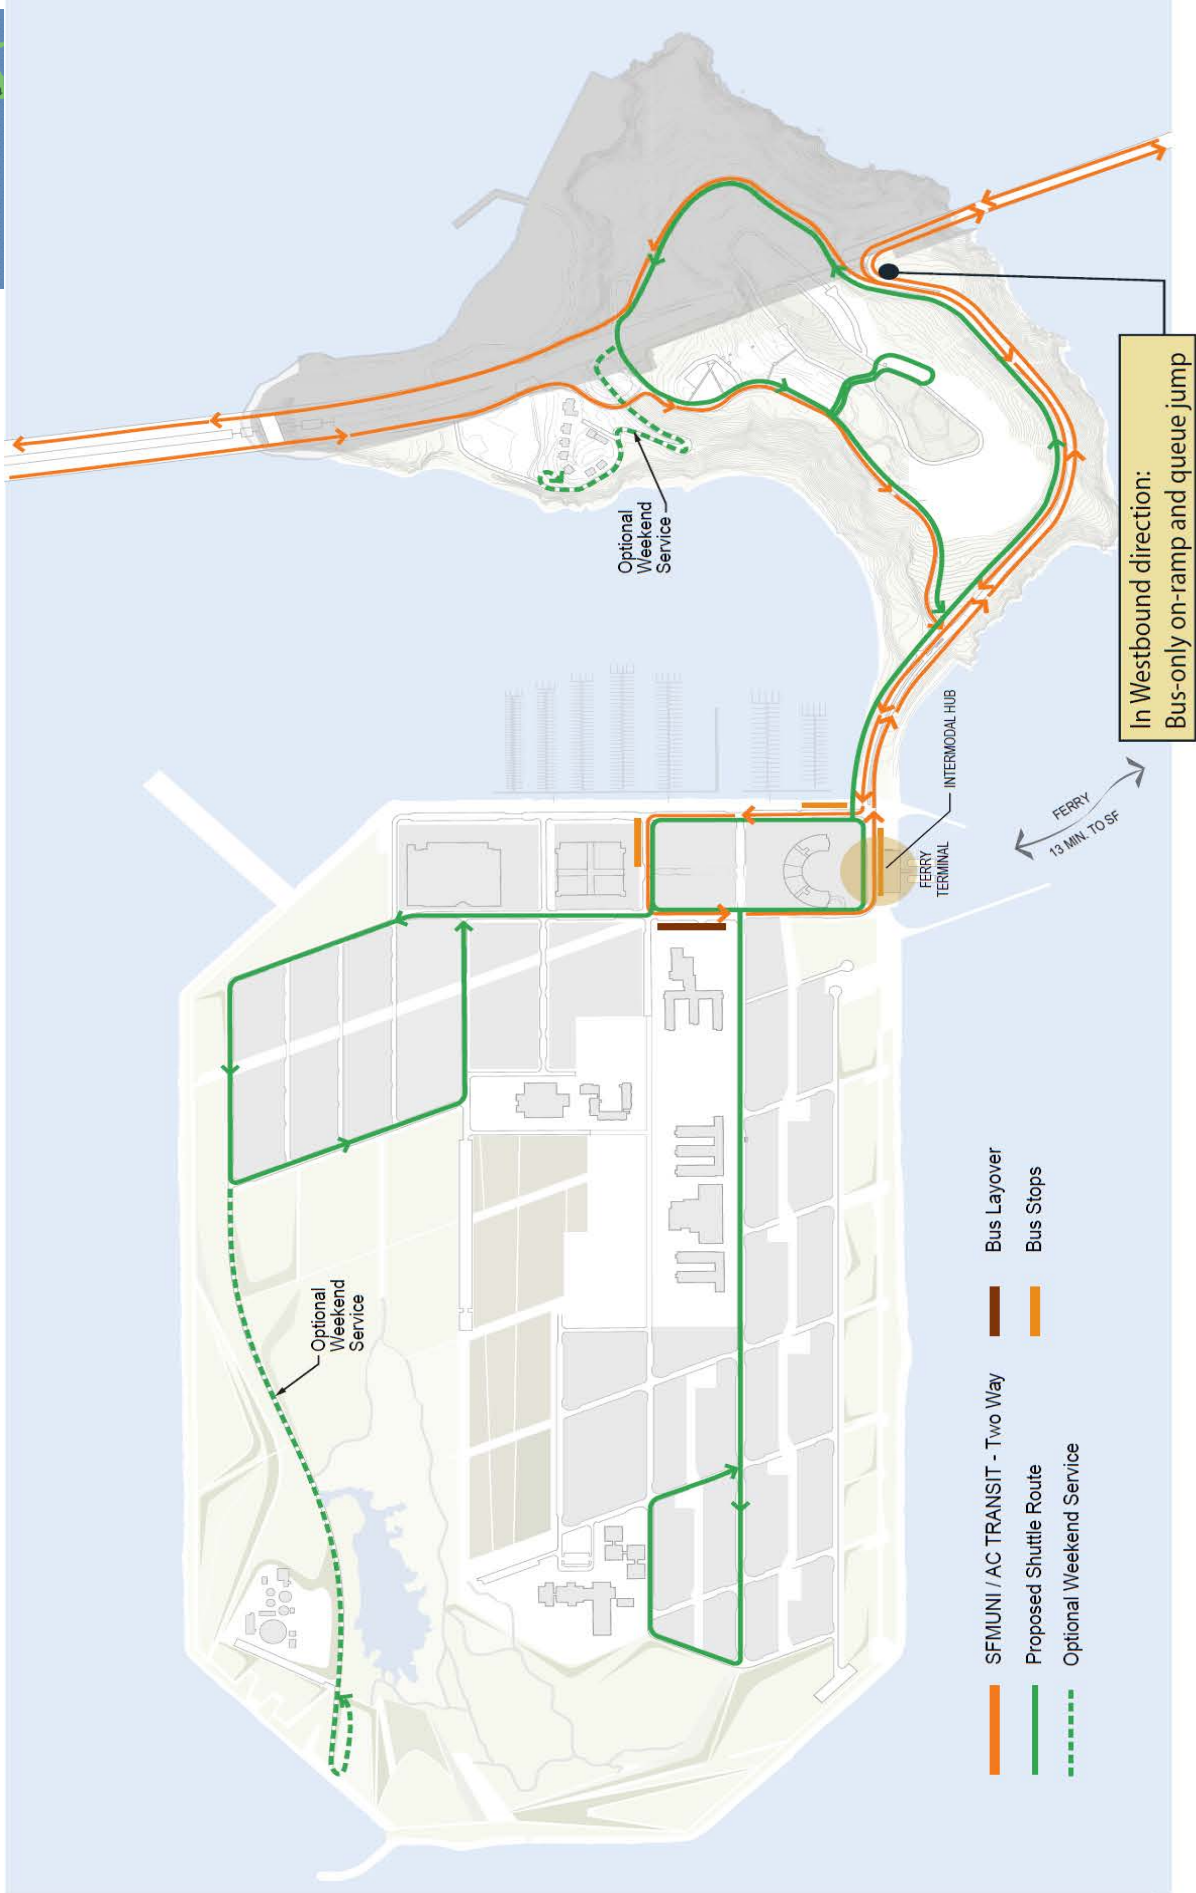 Optional
Weekend
Service
In Westbound direction:
Bus-only on-ramp and queue jump
INTERMODAL HUB
FERRY
TERMINAL
FERRY
13 MIN. TO SF
Optional
Weekend
Service
SFMUNI / AC TRANSIT - Two Way
Proposed Shuttle Route
Optional Weekend Service
Bus Layover
Bus Stops